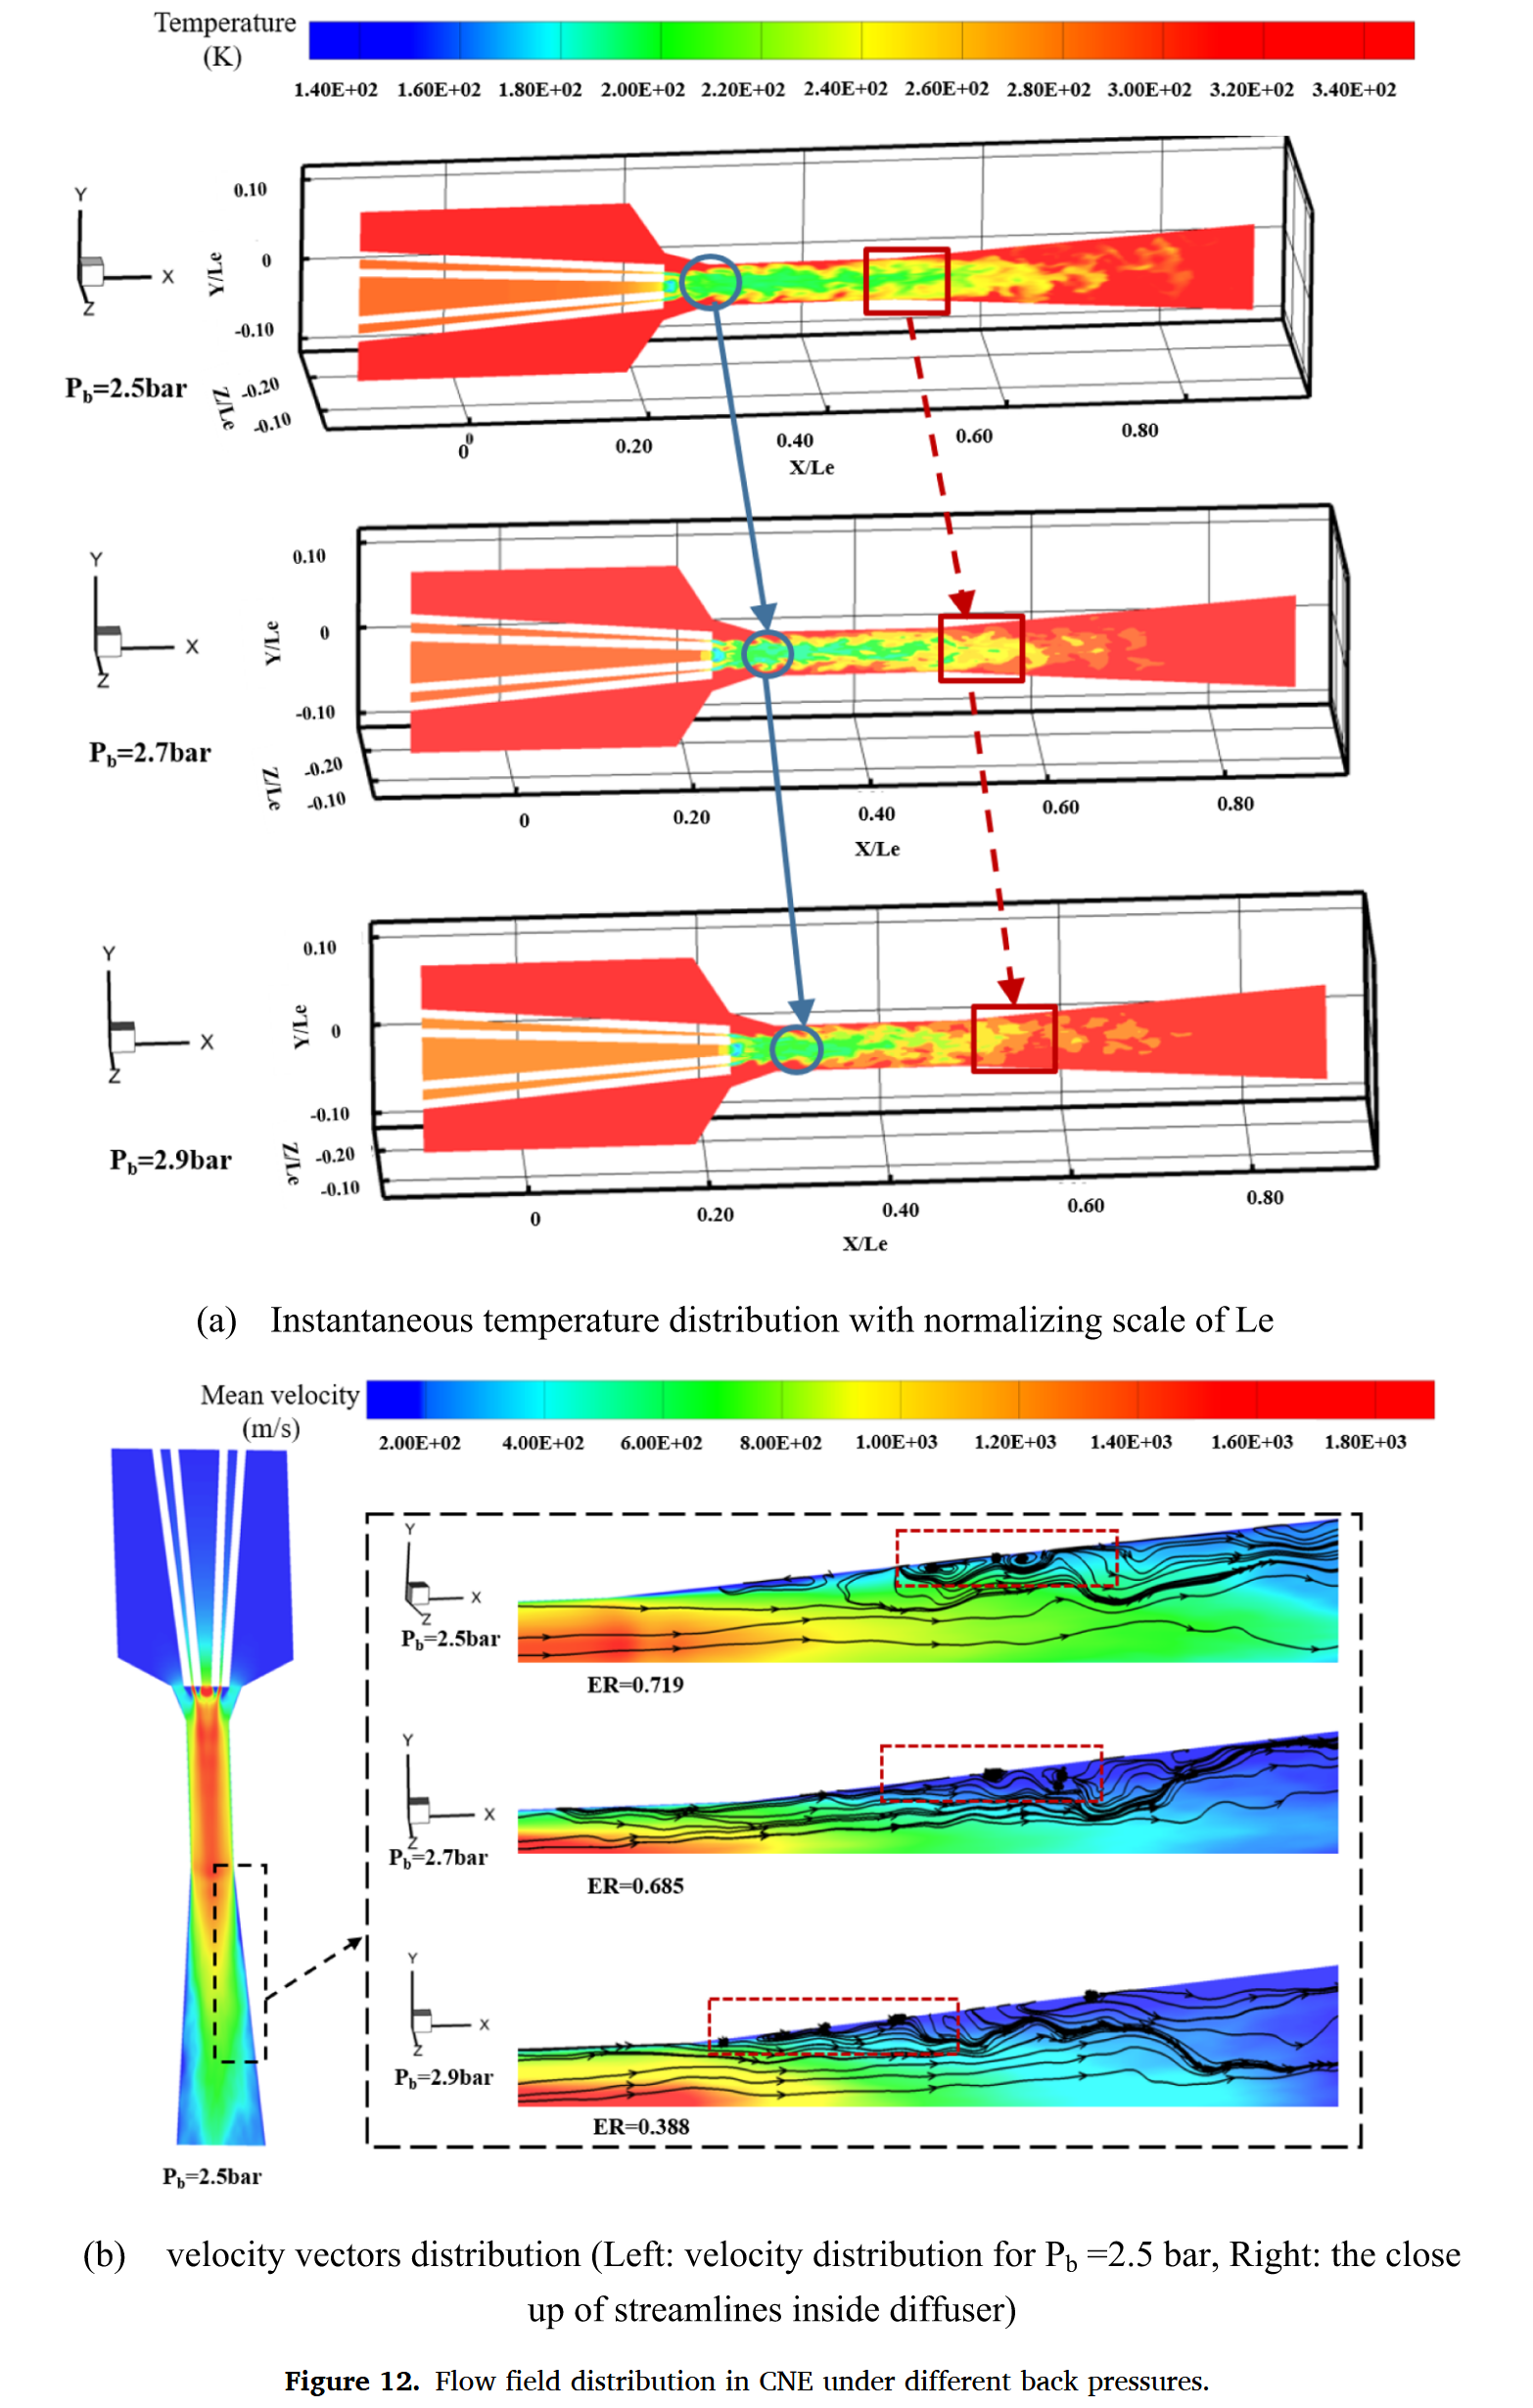 Temperature
(K)
1.40E+02 1.60E+02 1.80E+02 2.00E+02 2.20E+02 2.40E+02 2.60E+02 2.80E+02 3.00E+02 3.20E+02 3.40E+02
Y
X
Z
0.10
0
-0.10
Y/Le
-0.20
-0.10
Z/Le
Pb=2.5bar
0 0 0.20 0.40 0.60 0.80
X/Le
Y
X
Z
0.10
0
-0.10
Y/Le
-0.20
-0.10
Z/Le
Pb=2.7bar
0 0.20 0.40 0.60 0.80
X/Le
Y
X
Z
0.10
0
-0.10
Y/Le
-0.20
-0.10
Z/Le
Pb=2.9bar
0 0.20 0.40 0.60 0.80
X/Le
(a) Instantaneous temperature distribution with normalizing scale of Le
Mean velocity
(m/s)
2.00E+02 4.00E+02 6.00E+02 8.00E+02 1.00E+03 1.20E+03 1.40E+03 1.60E+03 1.80E+03
Y
X
Z
Pb=2.5bar
ER=0.719
Y
X
Z
Pb=2.7bar
ER=0.685
Y
X
Z
Pb=2.9bar
ER=0.388
Pb=2.5bar
(b) velocity vectors distribution (Left: velocity distribution for Pb =2.5 bar, Right: the close
up of streamlines inside diffuser)
Figure 12. Flow field distribution in CNE under different back pressures.